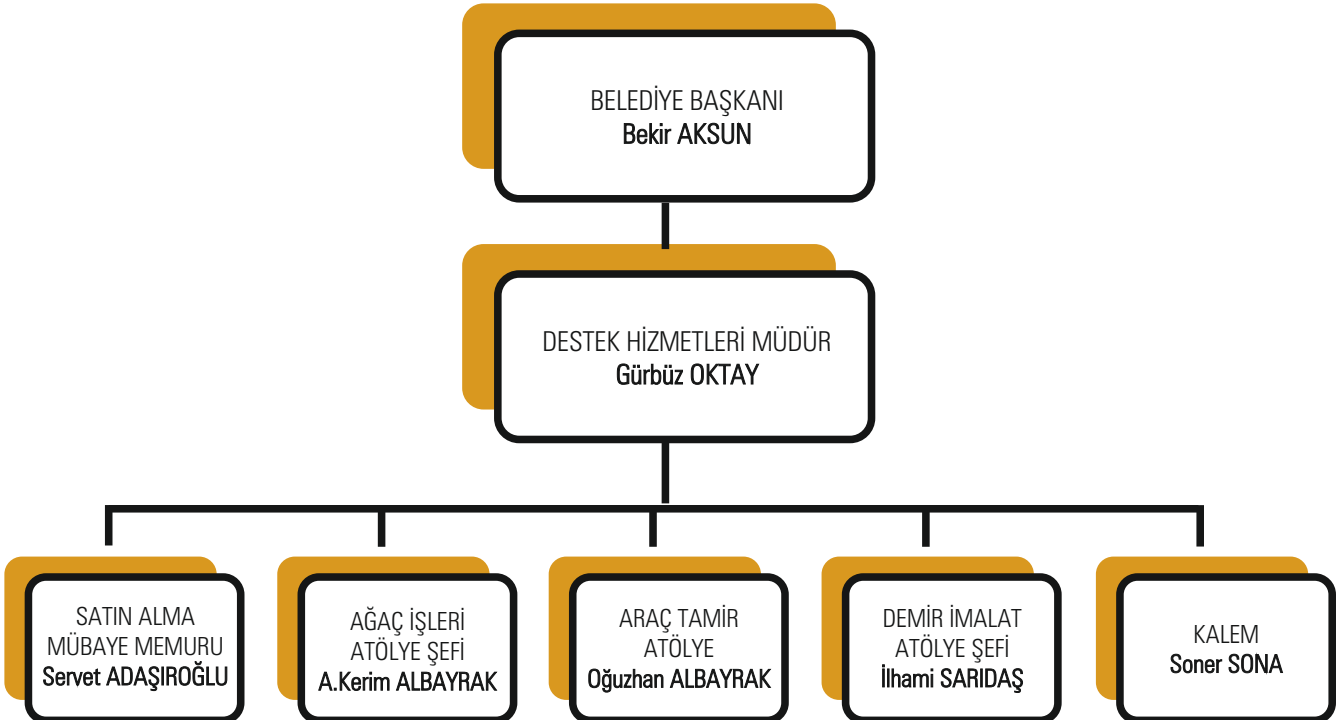 BELEDİYE BAŞKANI
Bekir AKSUN
DESTEK HİZMETLERİ MÜDÜR
Gürbüz OKTAY
SATIN ALMA
MÜBAYE MEMURU
Servet ADAŞIROĞLU
AĞAÇ İŞLERİ
ATÖLYE ŞEFİ
A.Kerim ALBAYRAK
ARAÇ TAMİR
ATÖLYE
Oğuzhan ALBAYRAK
DEMİR İMALAT
ATÖLYE ŞEFİ
İlhami SARIDAŞ
KALEM
Soner SONA